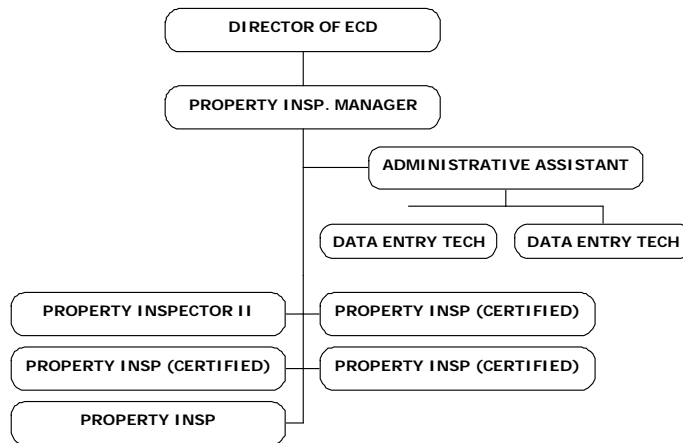 DIRECTOR OF ECD
PROPERTY INSP. MANAGER
ADMINISTRATIVE ASSISTANT
DATA ENTRY TECH
DATA ENTRY TECH
PROPERTY INSPECTOR II
PROPERTY INSP (CERTIFIED)
PROPERTY INSP (CERTIFIED)
PROPERTY INSP (CERTIFIED)
PROPERTY INSP